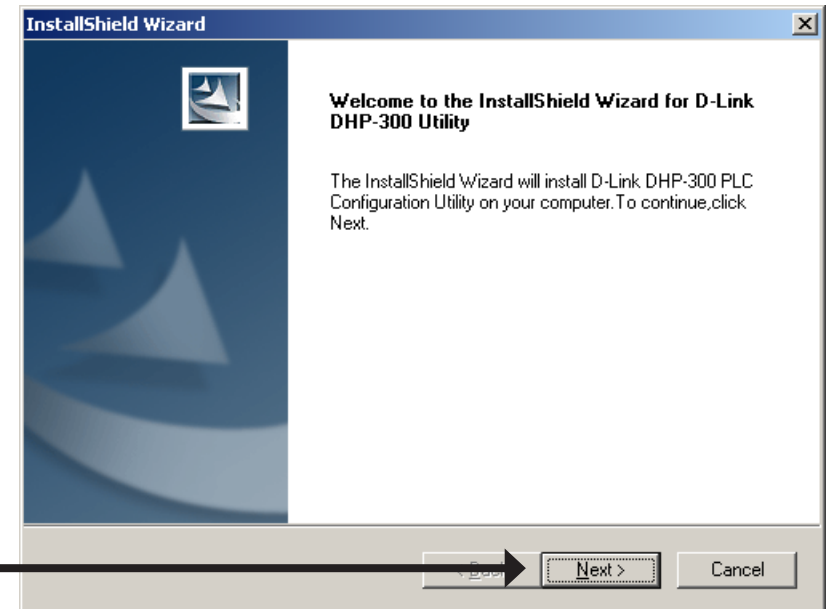 InstallShield Wizard
Welcome to the InstallShield Wizard for D-Link
DHP-300 Utility
The InstallShield Wizard will install D-Link DHP-300 PLC
Configuration Utility on your computer.To continue,click
Next.
Next >
Cancel